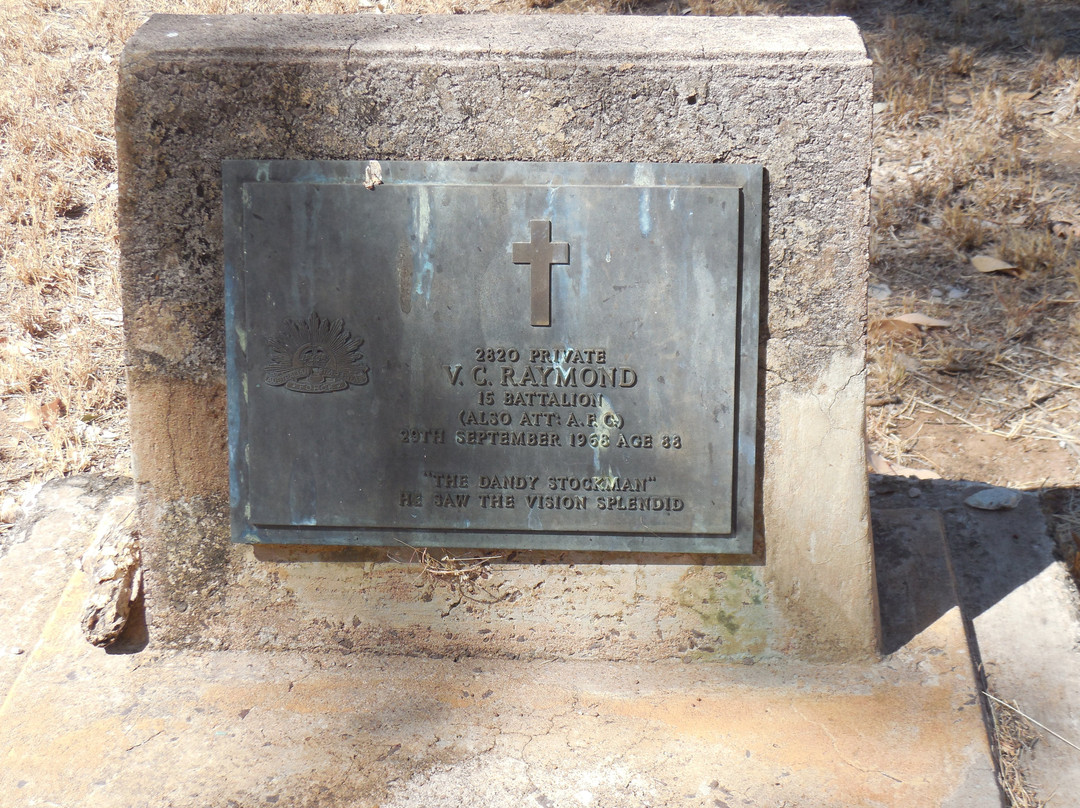 2820 PRIVATE
V. C. RAYMOND
15 BATTALION
(ALSO ATT: A.F.C.)
29TH SEPTEMBER 1968 AGE 88
"THE DANDY STOCKMAN"
HE SAW THE VISION SPLENDID